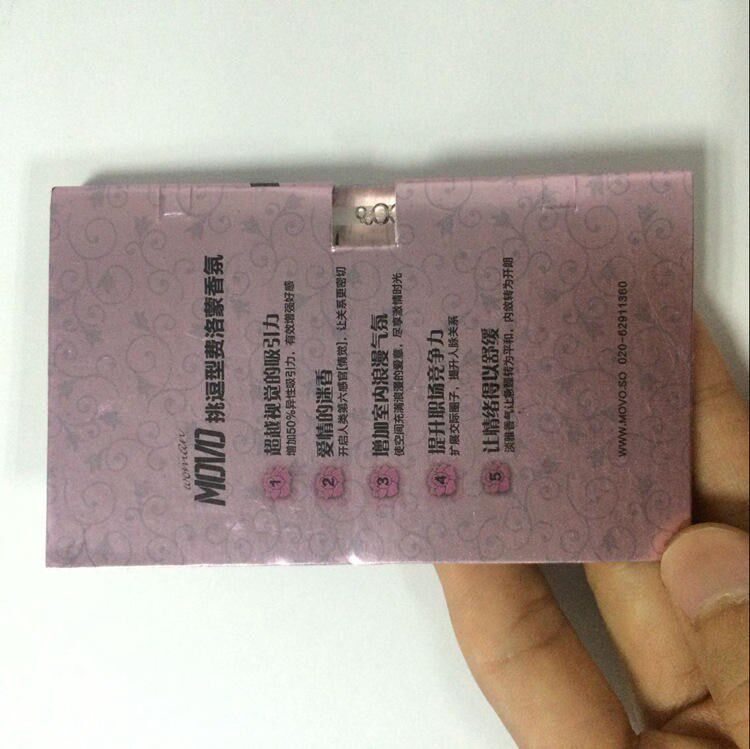 woman
MOVO 挑逗型费洛蒙香氛
1 超越视觉的吸引力
增加50%异性吸引力，有效增强好感
2 爱情的迷香
开启人类第六感官[情觉]，让关系更密切
3 增加室内浪漫气氛
使空间充满浪漫的爱意，尽享激情时光
4 提升职场竞争力
扩展交际圈子，提升人脉关系
5 让情绪得以舒缓
淡雅香气让急躁转为平和，内敛转为开朗
WWW.MOVO.SO 020-62911360